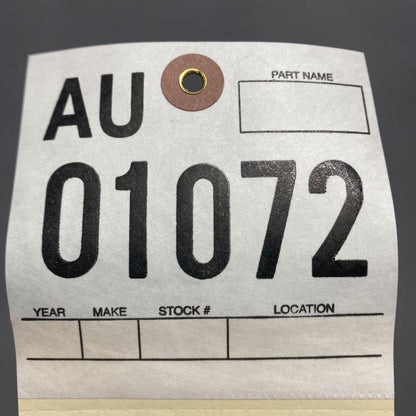 AU
PART NAME
01072
YEAR MAKE STOCK # LOCATION